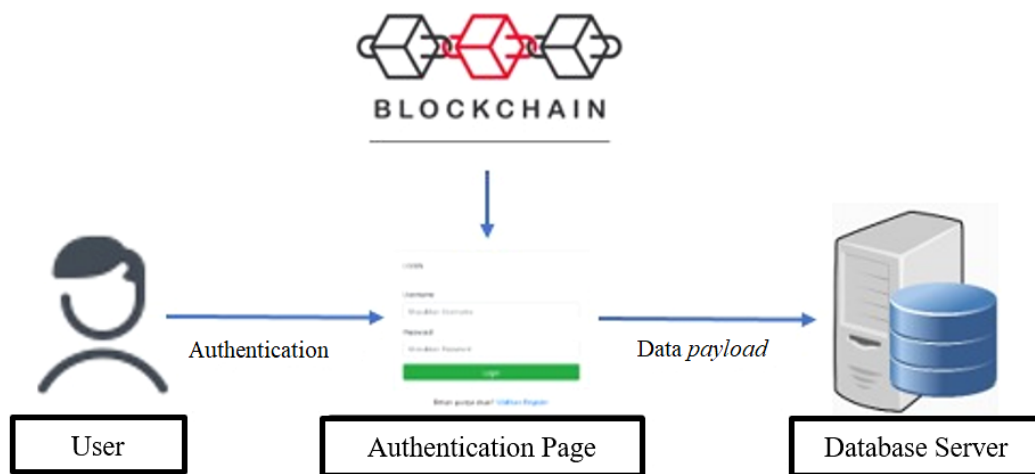 BLOCKCHAIN
Username
Password
Login
Authentication
Data payload
User
Authentication Page
Database Server